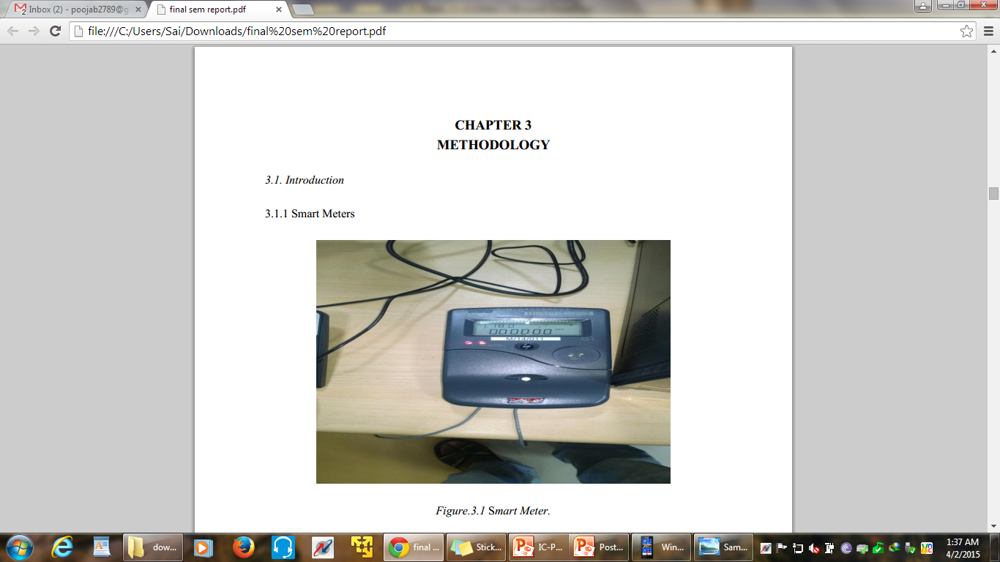 Inbox (2) - poojab2789@g
final sem report.pdf
file:///C:/Users/Sai/Downloads/final%20sem%20report.pdf
CHAPTER 3
METHODOLOGY
3.1. Introduction
3.1.1 Smart Meters
000000
M/14/011
Figure.3.1 Smart Meter.
dow...
final ...
Stick...
IC-P...
Post...
Win...
Sam...
1:37 AM
4/2/2015